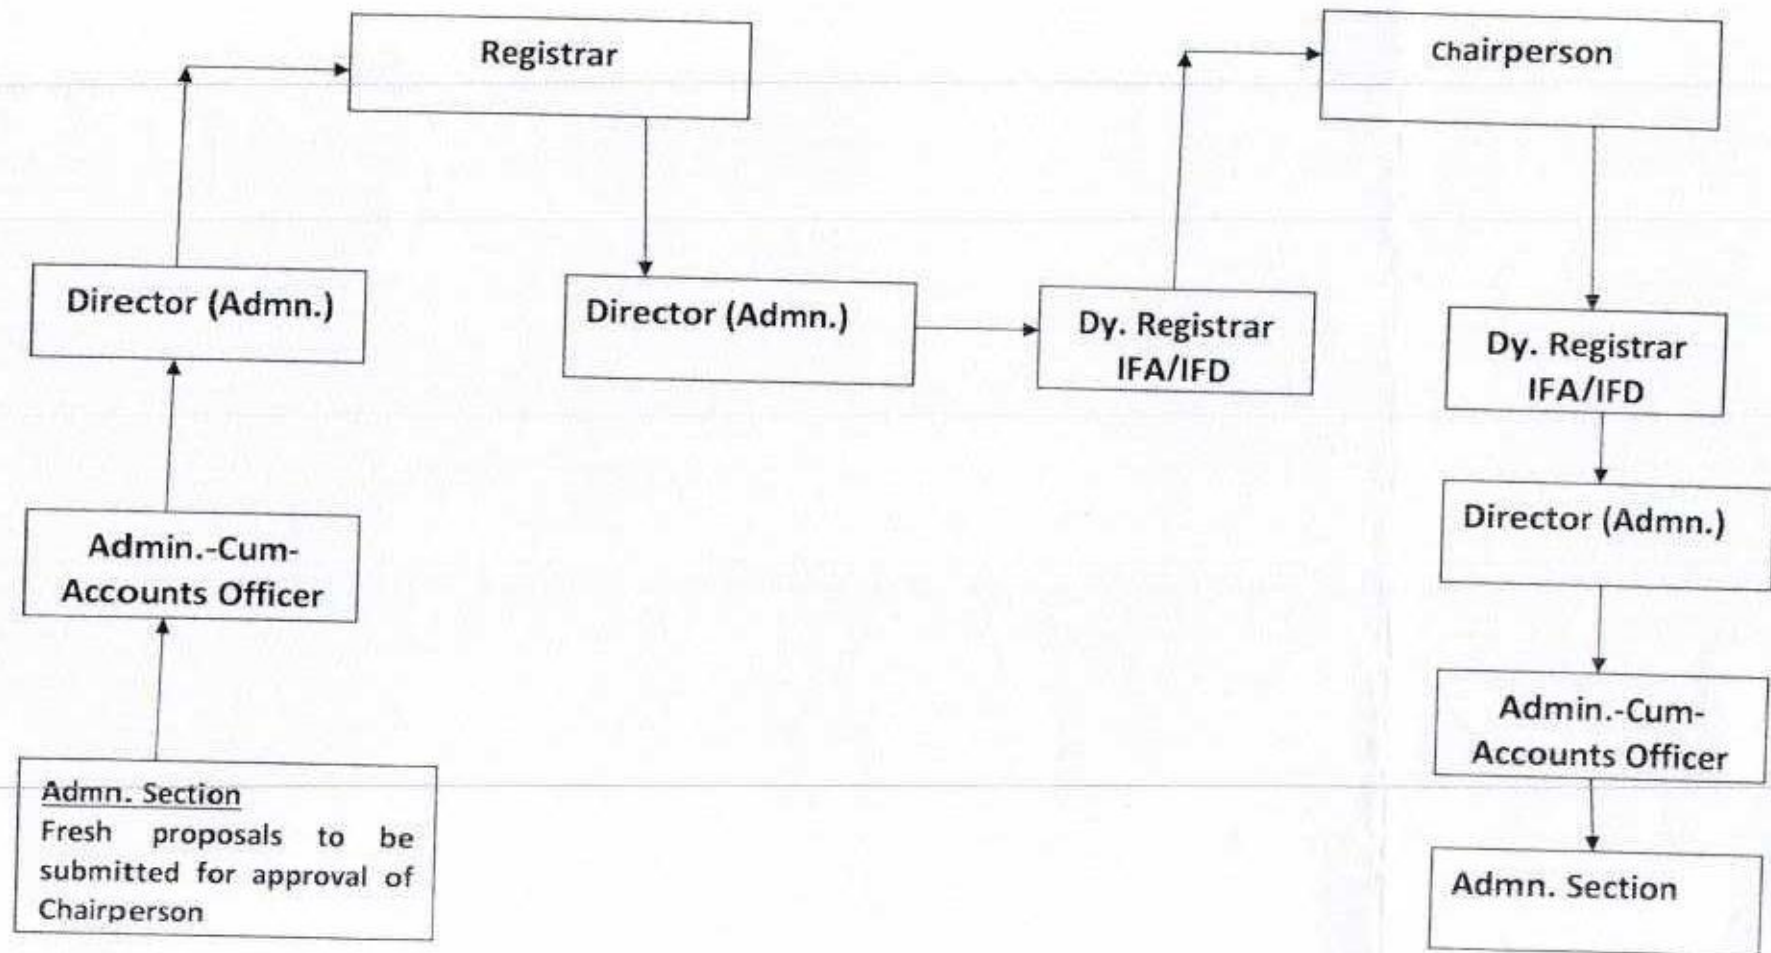 Registrar
Chairperson
Director (Admn.)
Director (Admn.)
Dy. Registrar
IFA/IFD
Dy. Registrar
IFA/IFD
Admin.-Cum-
Accounts Officer
Director (Admn.)
Admin.-Cum-
Accounts Officer
Admn. Section
Fresh proposals to be
submitted for approval of
Chairperson
Admn. Section